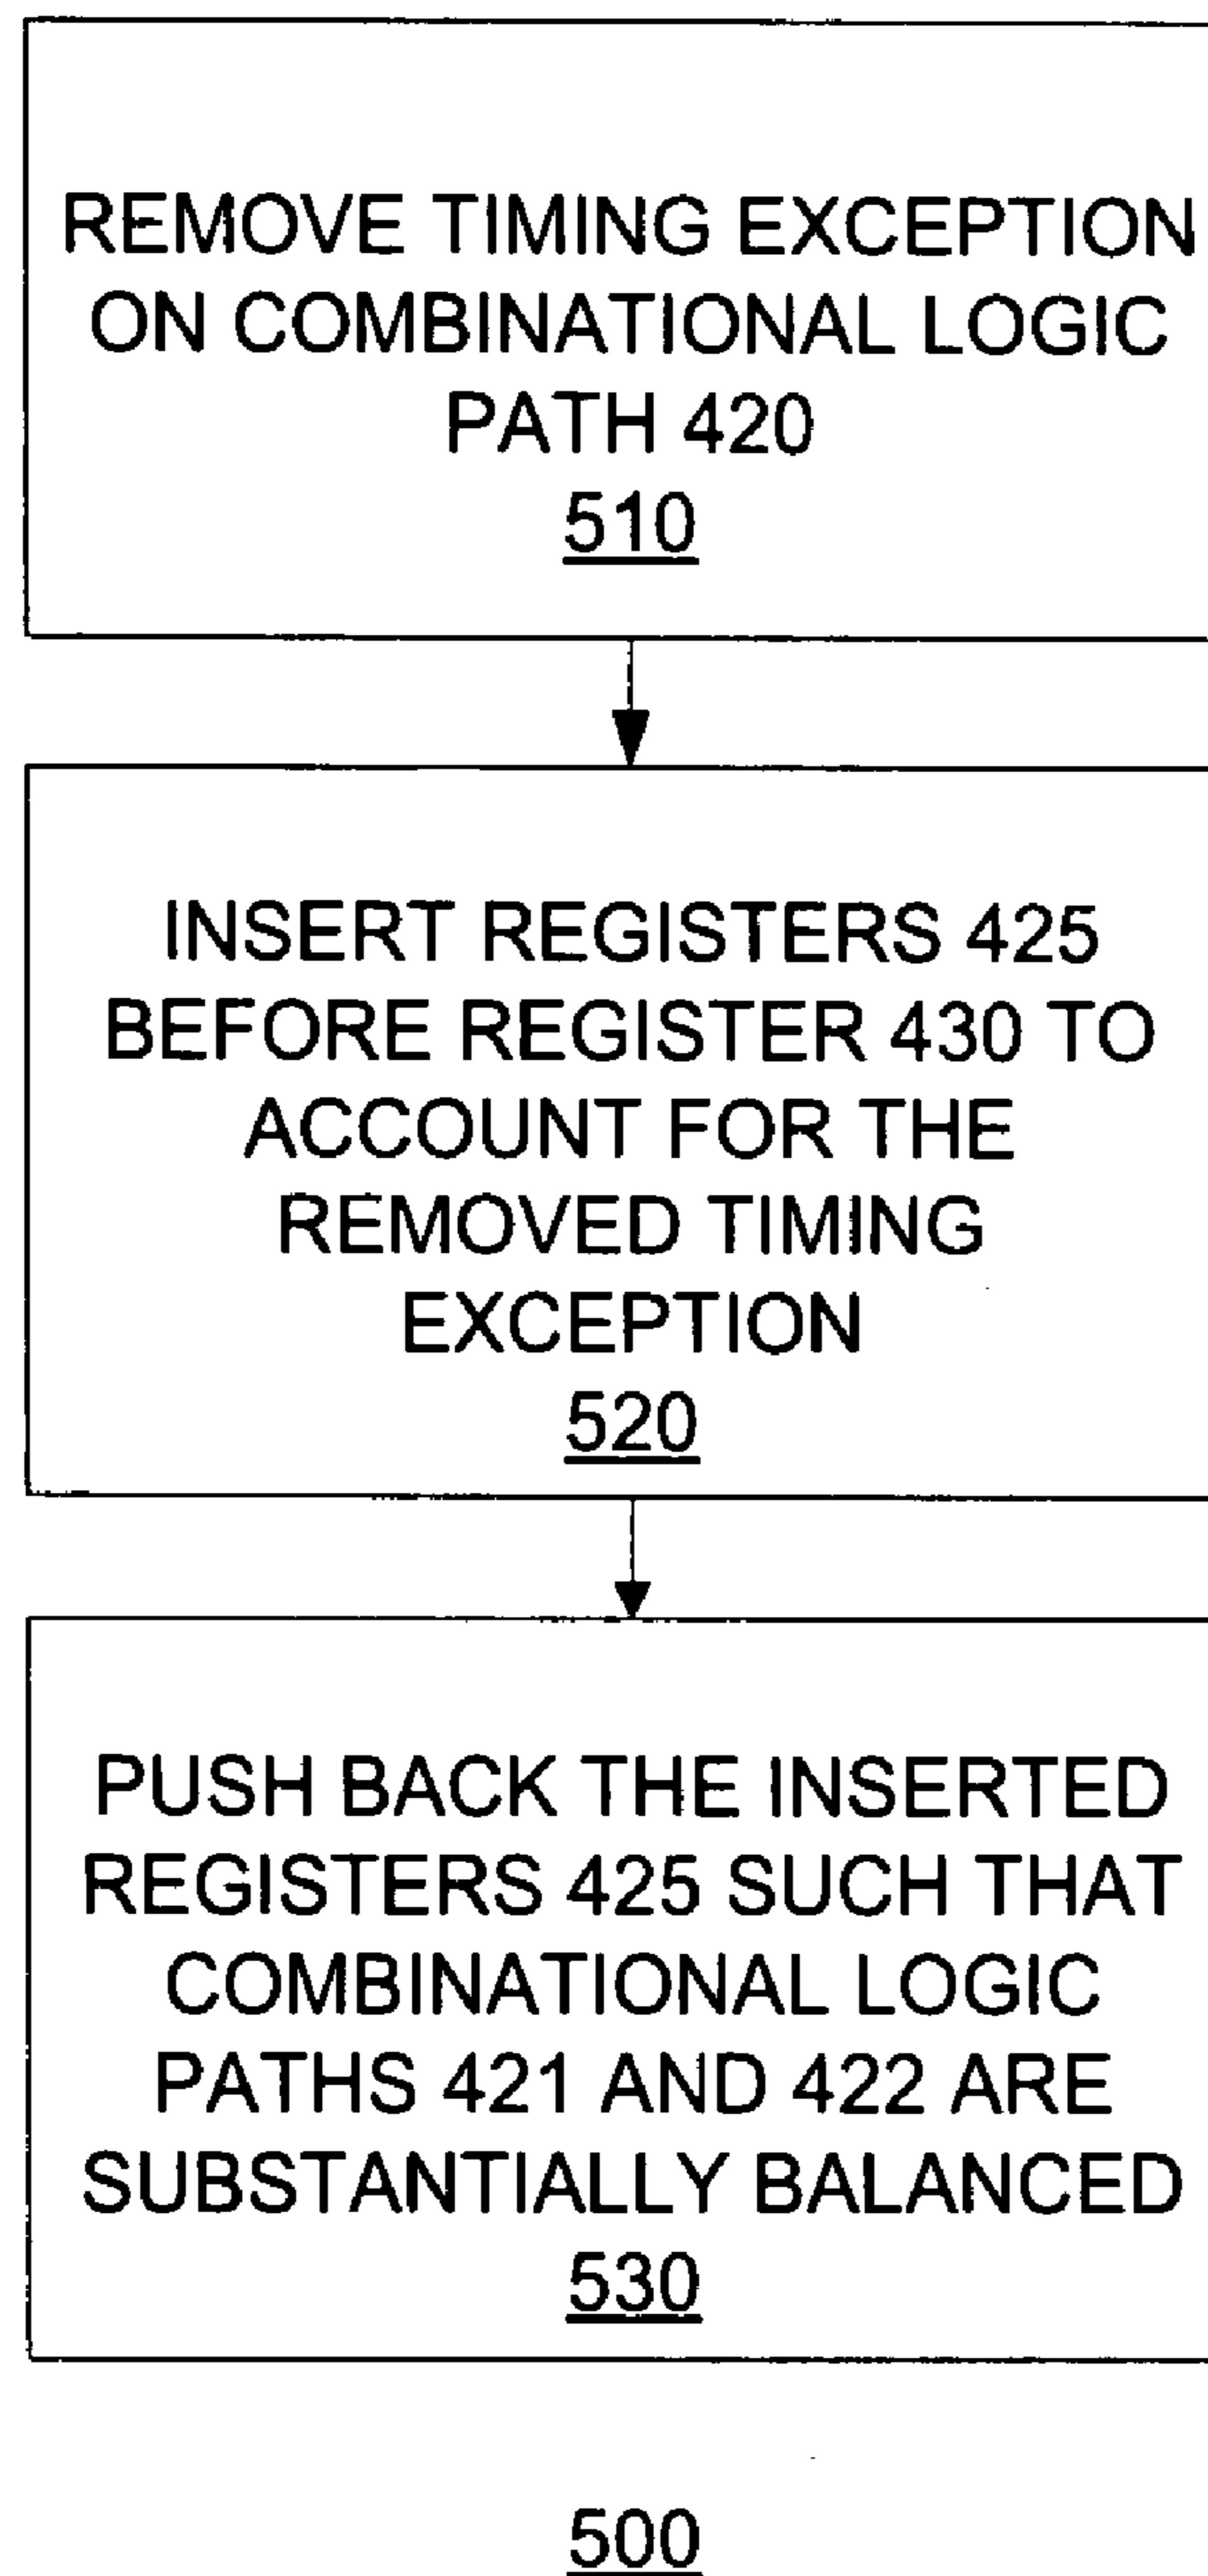 REMOVE TIMING EXCEPTION
ON COMBINATIONAL LOGIC
PATH 420
510
INSERT REGISTERS 425
BEFORE REGISTER 430 TO
ACCOUNT FOR THE
REMOVED TIMING
EXCEPTION
520
PUSH BACK THE INSERTED
REGISTERS 425 SUCH THAT
COMBINATIONAL LOGIC
PATHS 421 AND 422 ARE
SUBSTANTIALLY BALANCED
530
500